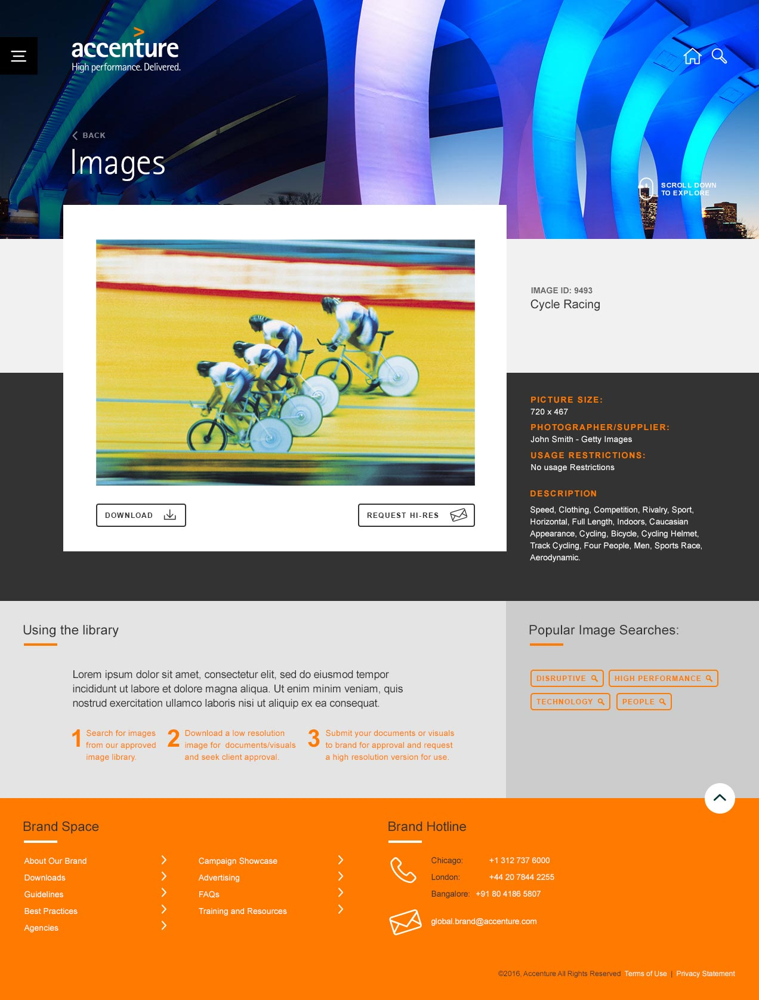 accenture
High performance. Delivered.
BACK
Images
SCROLL DOWN
TO EXPLORE
IMAGE ID: 9493
Cycle Racing
DOWNLOAD
REQUEST HI-RES
PICTURE SIZE:
720 x 467
PHOTOGRAPHER/SUPPLIER:
John Smith - Getty Images
USAGE RESTRICTIONS:
No usage Restrictions
DESCRIPTION
Speed, Clothing, Competition, Rivalry, Sport,
Horizontal, Full Length, Indoors, Caucasian
Appearance, Cycling, Bicycle, Cycling Helmet,
Track Cycling, Four People, Men, Sports Race,
Aerodynamic.
Using the library
Lorem ipsum dolor sit amet, consectetur elit, sed do eiusmod tempor
incididunt ut labore et dolore magna aliqua. Ut enim minim veniam, quis
nostrud exercitation ullamco laboris nisi ut aliquip ex ea consequat.
1 Search for images
from our approved
image library.
2 Download a low resolution
image for documents/visuals
and seek client approval.
3 Submit your documents or visuals
to brand for approval and request
a high resolution version for use.
Popular Image Searches:
DISRUPTIVE
HIGH PERFORMANCE
TECHNOLOGY
PEOPLE
Brand Space
About Our Brand
Downloads
Guidelines
Best Practices
Agencies
Campaign Showcase
Advertising
FAQs
Training and Resources
Brand Hotline
Chicago: +1 312 737 6000
London: +44 20 7844 2255
Bangalore: +91 80 4186 5807
global.brand@accenture.com
©2016, Accenture All Rights Reserved Terms of Use | Privacy Statement